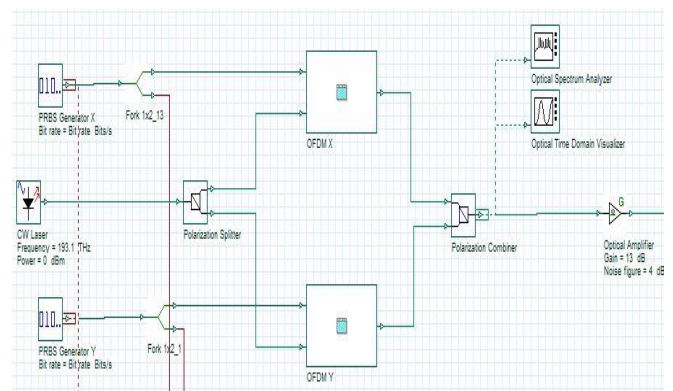 010..
PRBS Generator X
Bit rate = Bit rate Bits/s
Fork 1x2_13
OFDM X
Optical Spectrum Analyzer
Optical Time Domain Visualizer
CW Laser
Frequency = 193.1 THz
Power = 0 dBm
Polarization Splitter
Polarization Combiner
G
Optical Amplifier
Gain = 13 dB
Noise figure = 4 dB
010..
PRBS Generator Y
Bit rate = Bit rate Bits/s
Fork 1x2_1
OFDM Y